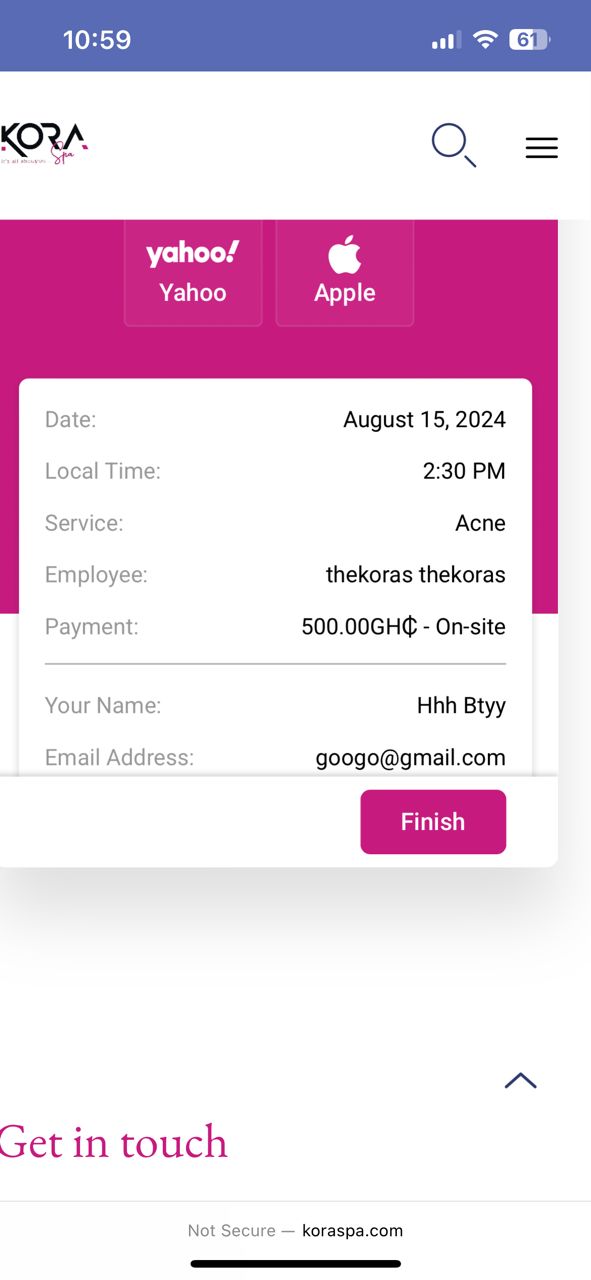 10:59
61
KORA
Spa
yahoo!
Yahoo
Apple
Date: August 15, 2024
Local Time: 2:30 PM
Service: Acne
Employee: thekoras thekoras
Payment: 500.00GH₵ - On-site
Your Name: Hhh Btyy
Email Address: googo@gmail.com
Finish
Get in touch
Not Secure — koraspa.com